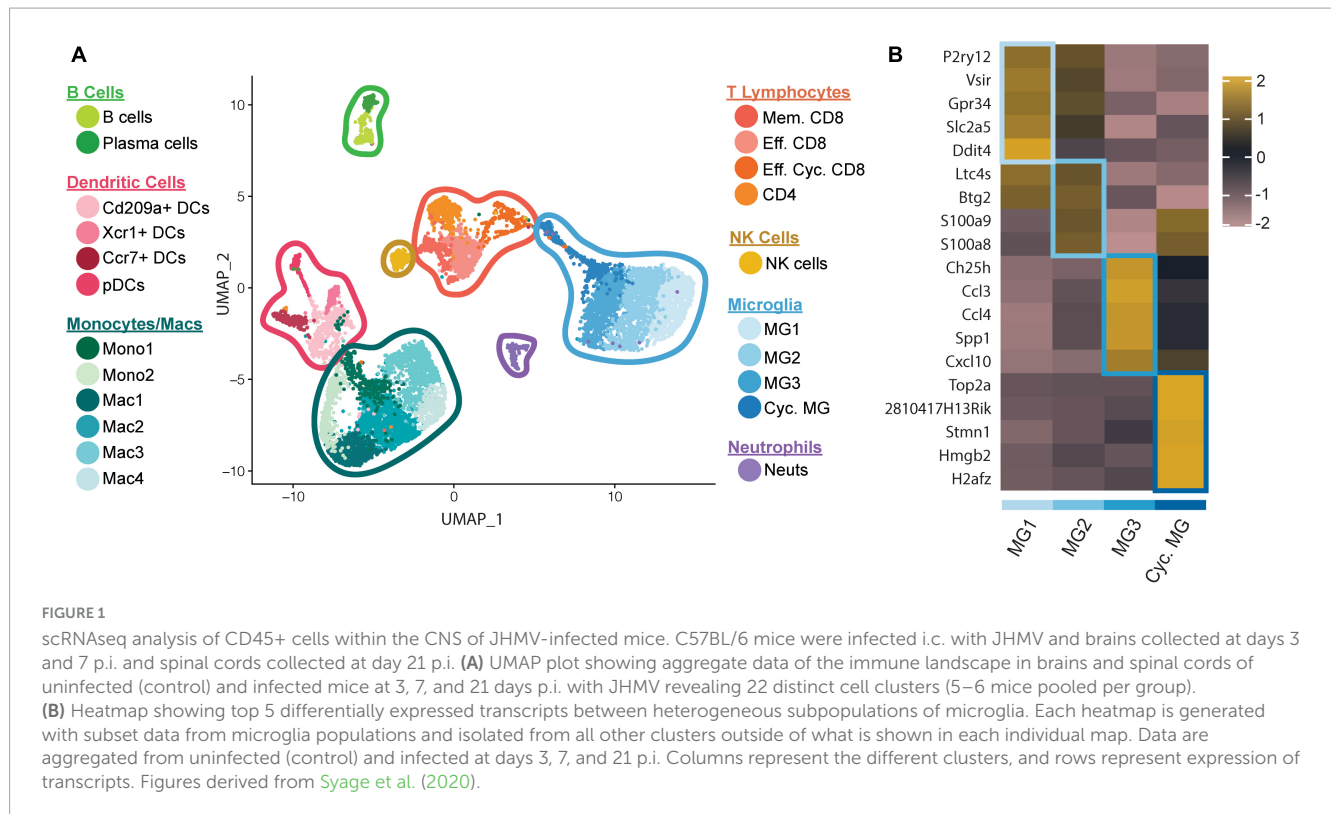 A
B Cells
B cells
Plasma cells
Dendritic Cells
Cd209a+ DCs
Xcr1+ DCs
Ccr7+ DCs
pDCs
Monocytes/Macs
Mono1
Mono2
Mac1
Mac2
Mac3
Mac4
UMAP_2
10
5
0
−5
−10
−10
0
10
UMAP_1
T Lymphocytes
Mem. CD8
Eff. CD8
Eff. Cyc. CD8
CD4
NK Cells
NK cells
Microglia
MG1
MG2
MG3
Cyc. MG
Neutrophils
Neuts
B
P2ry12
Vsir
Gpr34
Slc2a5
Ddit4
Ltc4s
Btg2
S100a9
S100a8
Ch25h
Ccl3
Ccl4
Spp1
Cxcl10
Top2a
2810417H13Rik
Stmn1
Hmgb2
H2afz
MG1
MG2
MG3
Cyc. MG
2
1
0
-1
-2
FIGURE 1
scRNAseq analysis of CD45+ cells within the CNS of JHMV-infected mice. C57BL/6 mice were infected i.c. with JHMV and brains collected at days 3
and 7 p.i. and spinal cords collected at day 21 p.i. (A) UMAP plot showing aggregate data of the immune landscape in brains and spinal cords of
uninfected (control) and infected mice at 3, 7, and 21 days p.i. with JHMV revealing 22 distinct cell clusters (5–6 mice pooled per group).
(B) Heatmap showing top 5 differentially expressed transcripts between heterogeneous subpopulations of microglia. Each heatmap is generated
with subset data from microglia populations and isolated from all other clusters outside of what is shown in each individual map. Data are
aggregated from uninfected (control) and infected at days 3, 7, and 21 p.i. Columns represent the different clusters, and rows represent expression of
transcripts. Figures derived from Syage et al. (2020).